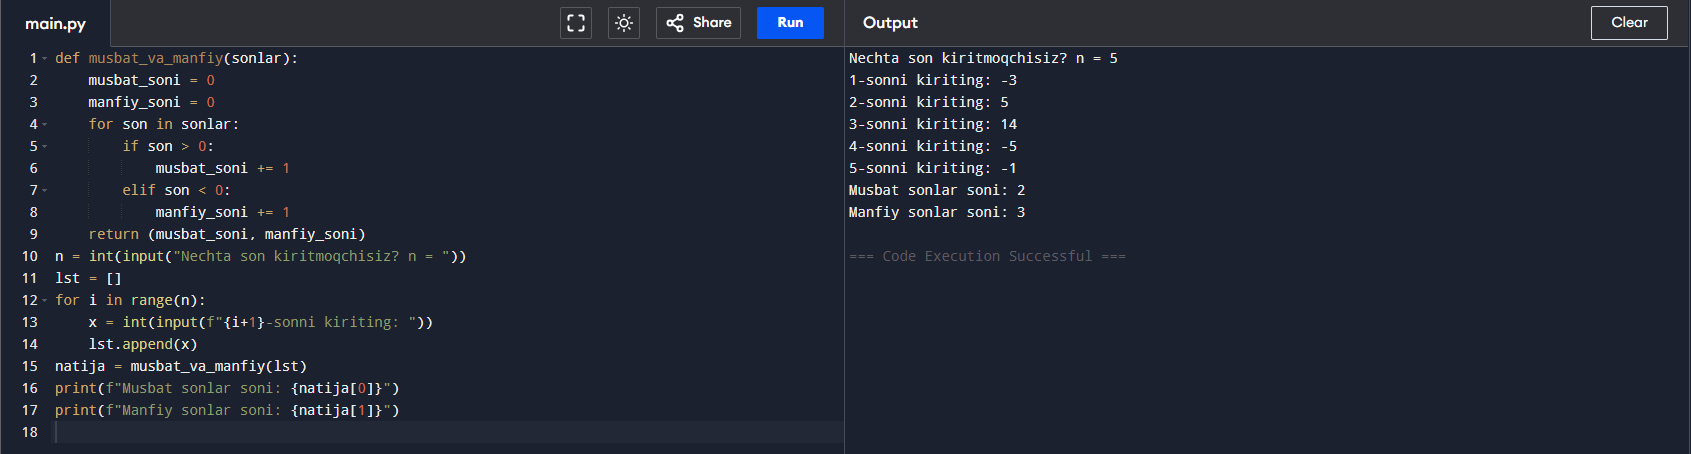 main.py
Share
Run
Output
Clear
1 def musbat_va_manfiy(sonlar):
2     musbat_soni = 0
3     manfiy_soni = 0
4     for son in sonlar:
5         if son > 0:
6             musbat_soni += 1
7         elif son < 0:
8             manfiy_soni += 1
9     return (musbat_soni, manfiy_soni)
10 n = int(input("Nechta son kiritmoqchisiz? n = "))
11 lst = []
12 for i in range(n):
13     x = int(input(f"{i+1}-sonni kiriting: "))
14     lst.append(x)
15 natija = musbat_va_manfiy(lst)
16 print(f"Musbat sonlar soni: {natija[0]}")
17 print(f"Manfiy sonlar soni: {natija[1]}")
18
Nechta son kiritmoqchisiz? n = 5
1-sonni kiriting: -3
2-sonni kiriting: 5
3-sonni kiriting: 14
4-sonni kiriting: -5
5-sonni kiriting: -1
Musbat sonlar soni: 2
Manfiy sonlar soni: 3
=== Code Execution Successful ===